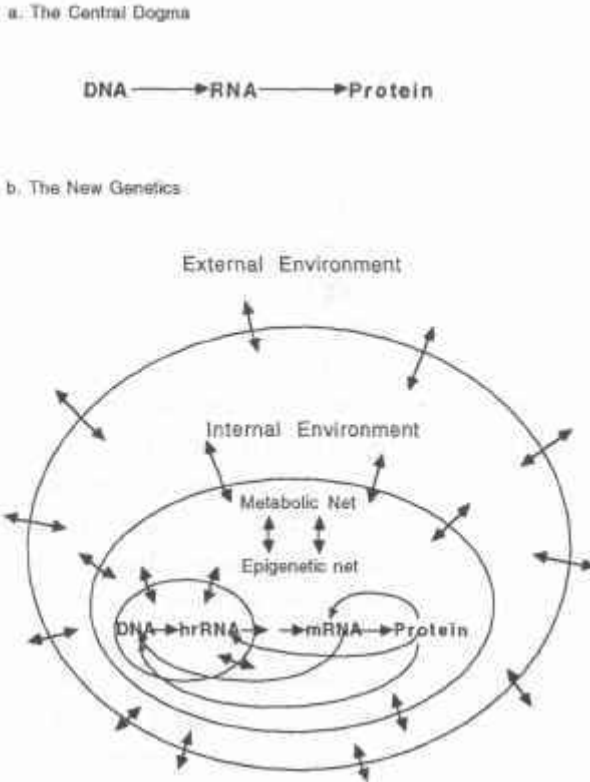 a. The Central Dogma
DNA RNA Protein
b. The New Genetics
External Environment
Internal Environment
Metabolic Net
Epigenetic net
DNA hrRNA mRNA Protein